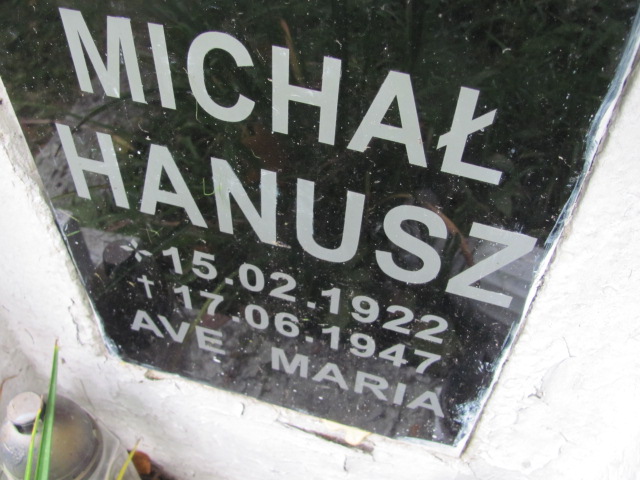 MICHAŁ
HANUSZ
* 15.02.1922
† 17.06.1947
AVE MARIA